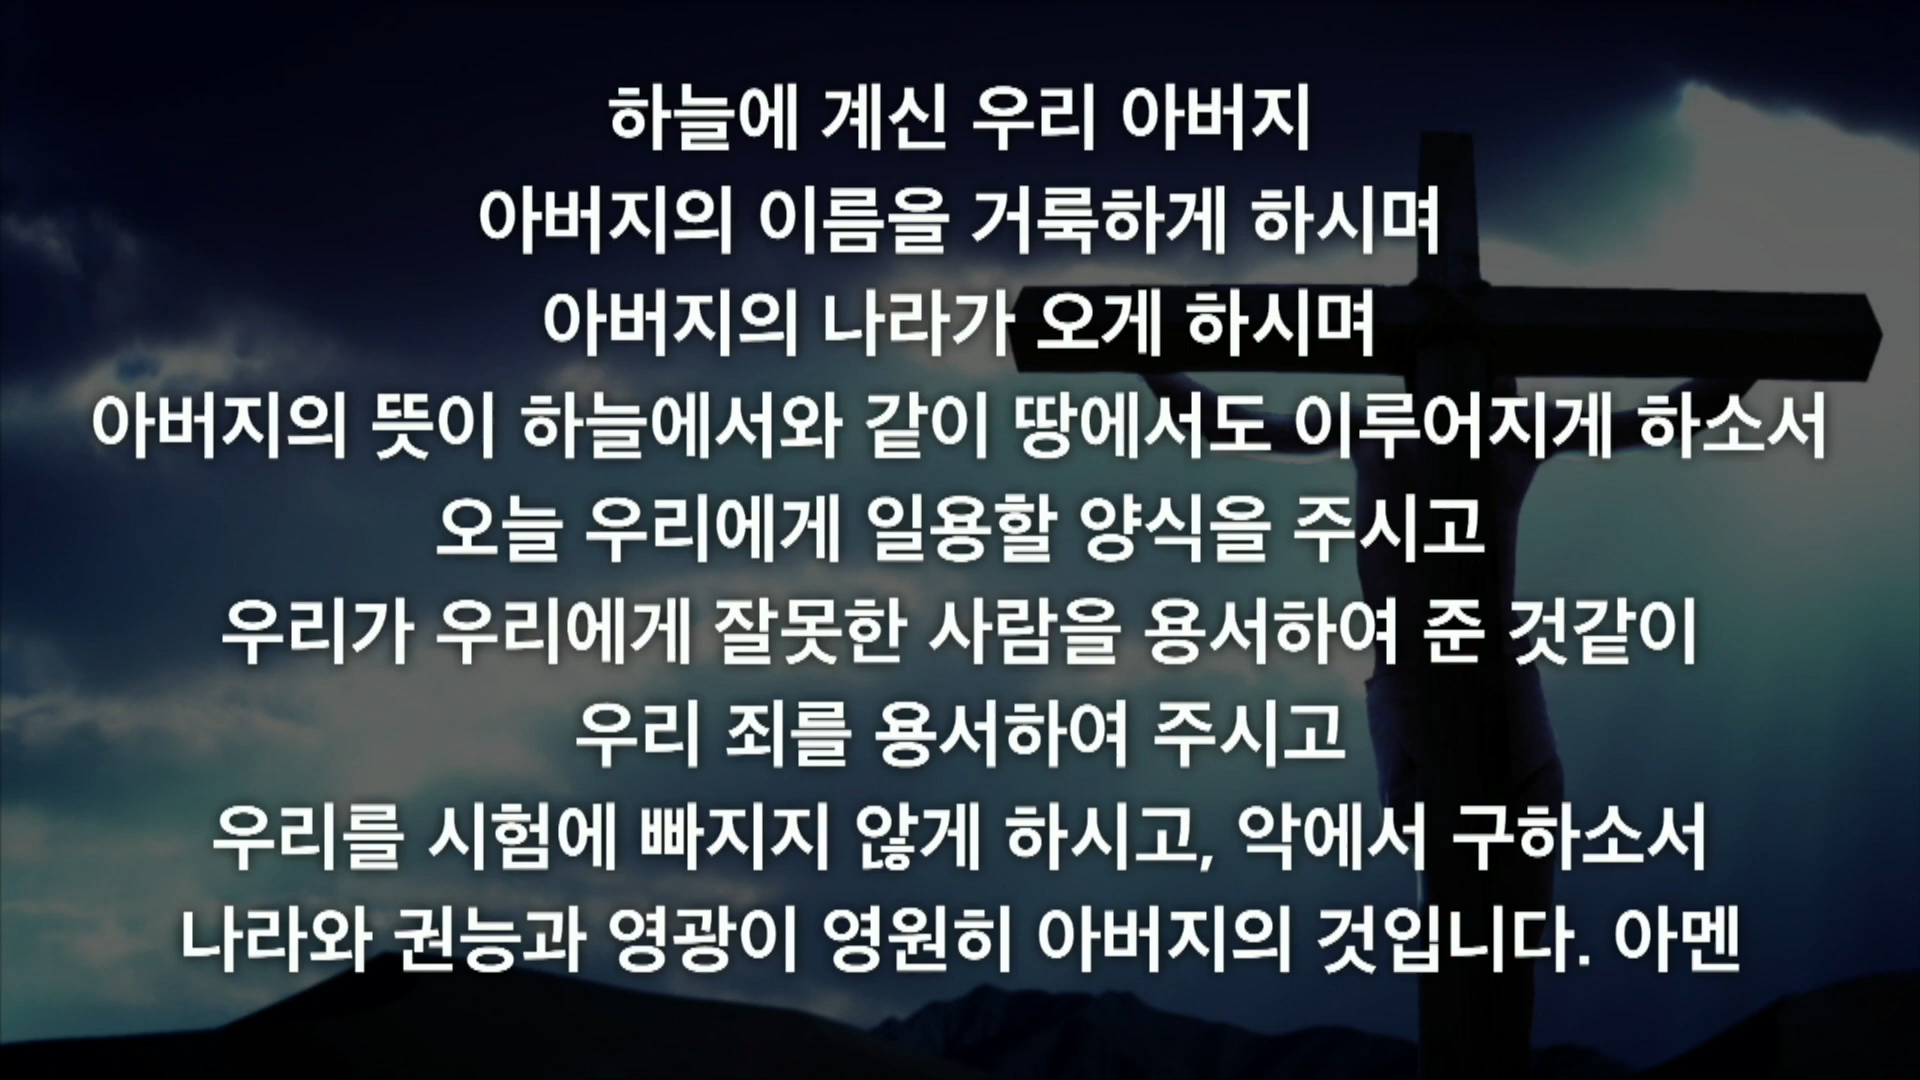 하늘에 계신 우리 아버지
아버지의 이름을 거룩하게 하시며
아버지의 나라가 오게 하시며
아버지의 뜻이 하늘에서와 같이 땅에서도 이루어지게 하소서
오늘 우리에게 일용할 양식을 주시고
우리가 우리에게 잘못한 사람을 용서하여 준 것같이
우리 죄를 용서하여 주시고
우리를 시험에 빠지지 않게 하시고, 악에서 구하소서
나라와 권능과 영광이 영원히 아버지의 것입니다. 아멘